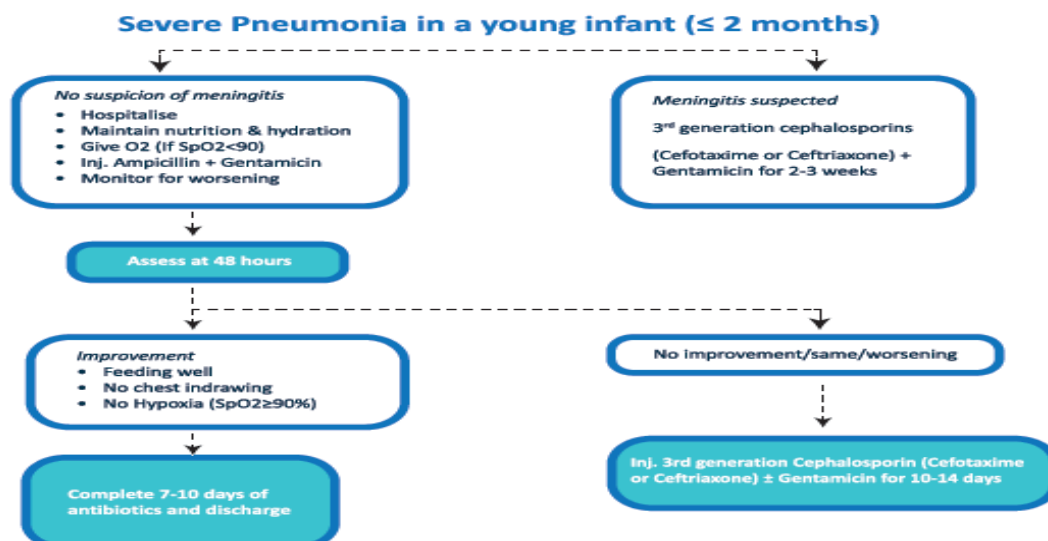 Severe Pneumonia in a young infant (≤ 2 months)
No suspicion of meningitis
• Hospitalise
• Maintain nutrition & hydration
• Give O2 (If SpO2<90)
• Inj. Ampicillin + Gentamicin
• Monitor for worsening
Meningitis suspected
3rd generation cephalosporins
(Cefotaxime or Ceftriaxone) +
Gentamicin for 2-3 weeks
Assess at 48 hours
Improvement
• Feeding well
• No chest indrawing
• No Hypoxia (SpO2≥90%)
No improvement/same/worsening
Complete 7-10 days of
antibiotics and discharge
Inj. 3rd generation Cephalosporin (Cefotaxime
or Ceftriaxone) ± Gentamicin for 10-14 days